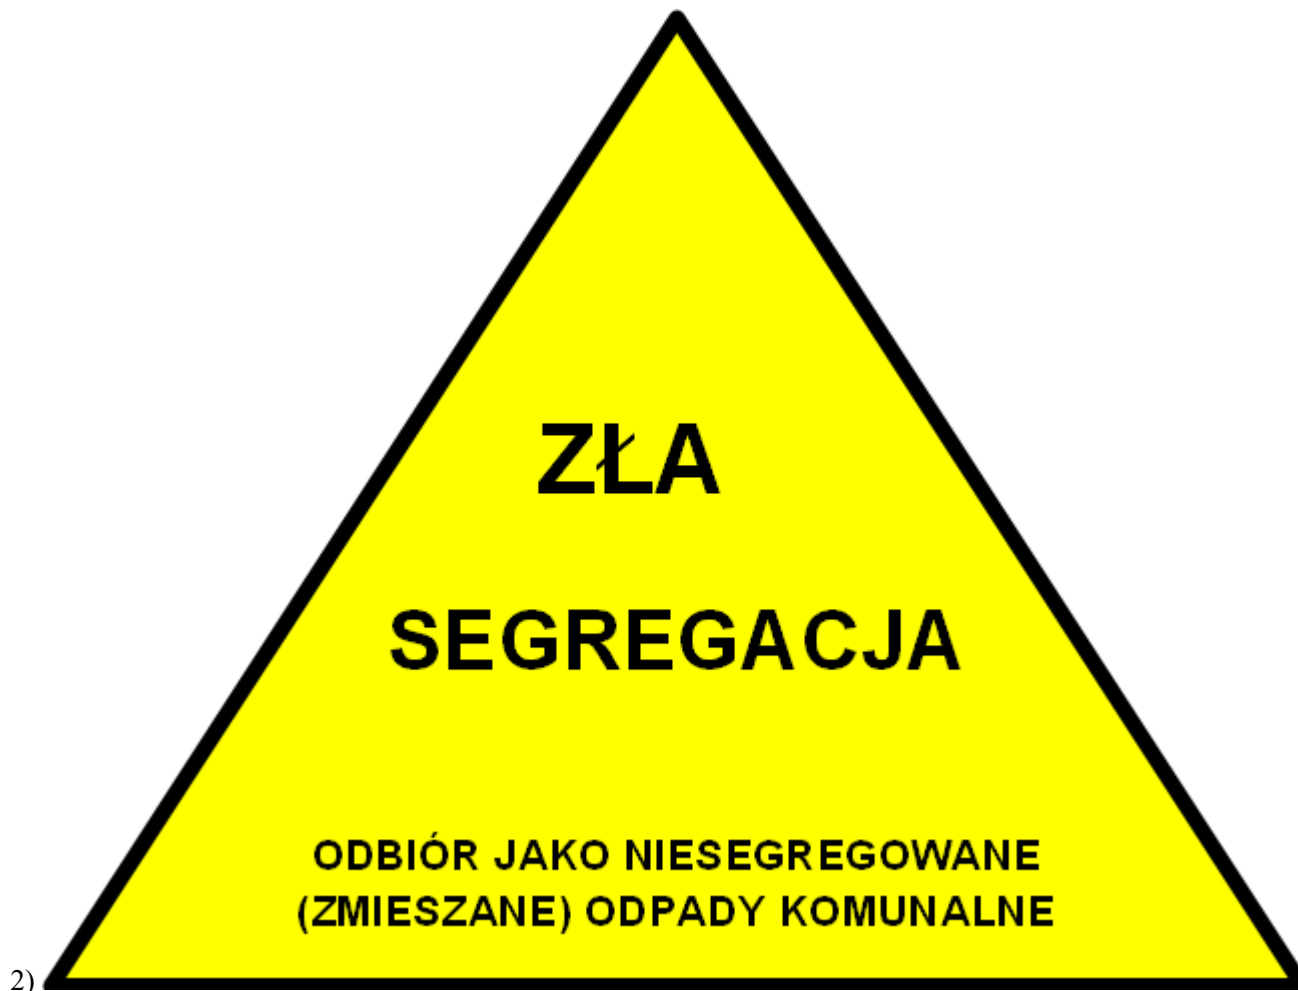 ZŁA
SEGREGACJA
ODBIÓR JAKO NIESEGREGOWANE
(ZMIESZANE) ODPADY KOMUNALNE
2)